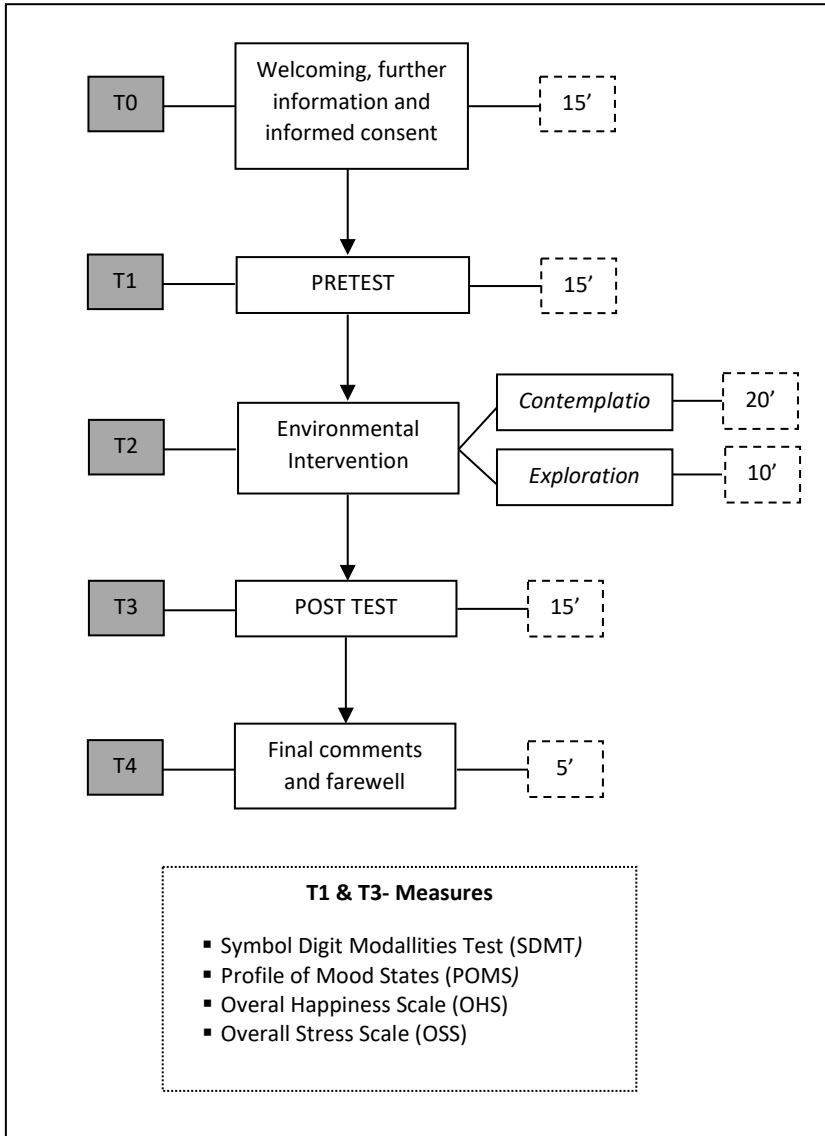 T0
Welcoming, further
information and
informed consent
15’
T1
PRETEST
15’
T2
Environmental
Intervention
Contemplatio
20’
Exploration
10’
T3
POST TEST
15’
T4
Final comments
and farewell
5’
T1 & T3- Measures
▪ Symbol Digit Modallities Test (SDMT)
▪ Profile of Mood States (POMS)
▪ Overal Happiness Scale (OHS)
▪ Overall Stress Scale (OSS)